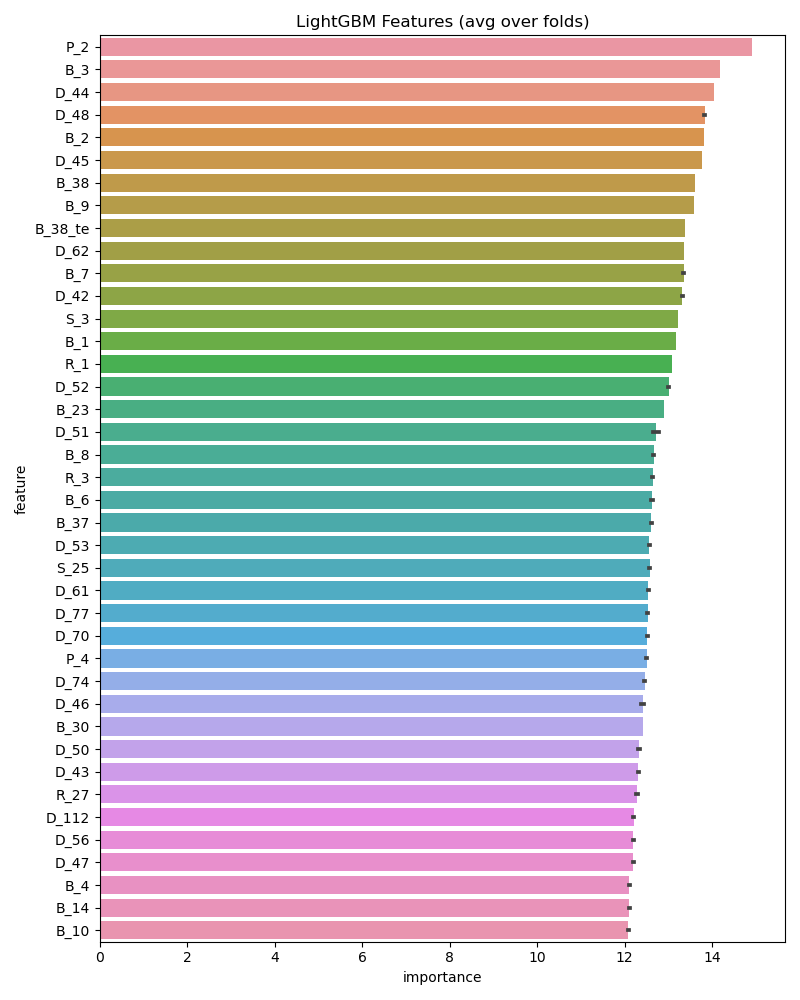 LightGBM Features (avg over folds)
P_2
B_3
D_44
D_48
B_2
D_45
B_38
B_9
B_38_te
D_62
B_7
D_42
S_3
B_1
R_1
D_52
B_23
D_51
B_8
R_3
B_6
B_37
D_53
S_25
D_61
D_77
D_70
P_4
D_74
D_46
B_30
D_50
D_43
R_27
D_112
D_56
D_47
B_4
B_14
B_10
feature
0 2 4 6 8 10 12 14
importance